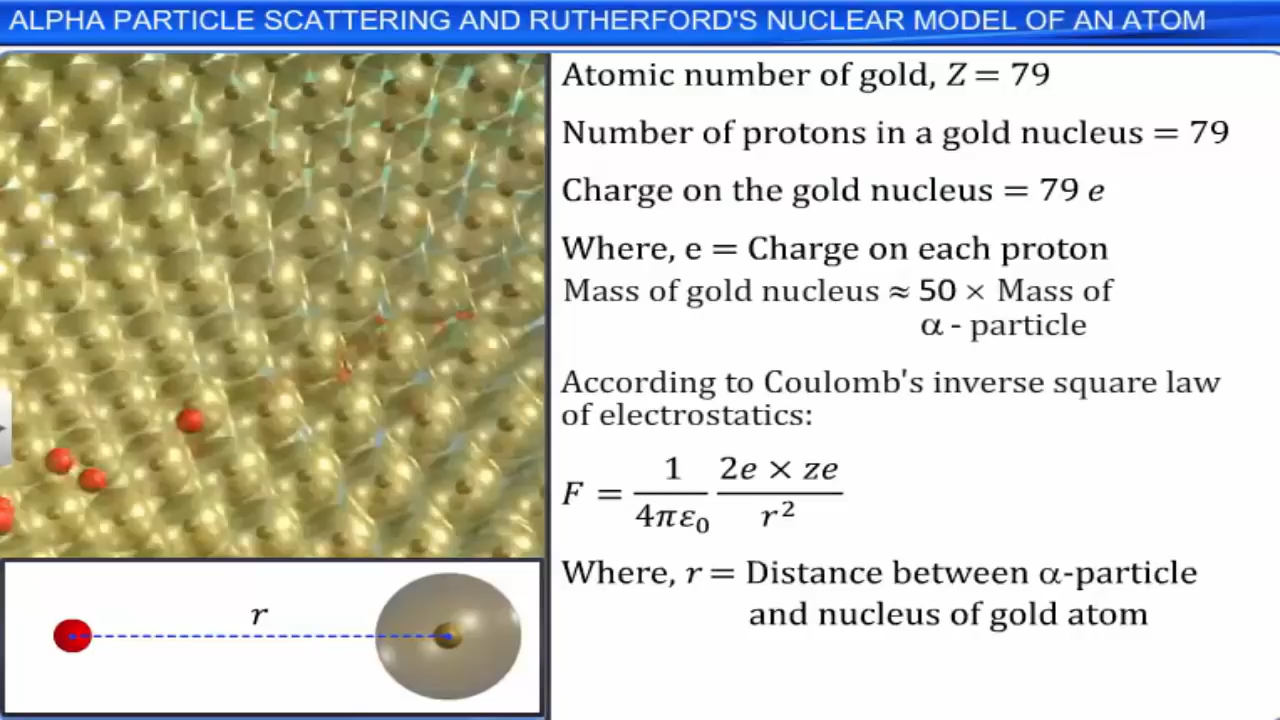 ALPHA PARTICLE SCATTERING AND RUTHERFORD'S NUCLEAR MODEL OF AN ATOM
Atomic number of gold, Z = 79
Number of protons in a gold nucleus = 79
Charge on the gold nucleus = 79 e
Where, e = Charge on each proton
Mass of gold nucleus ≈ 50 × Mass of
α - particle
According to Coulomb's inverse square law
of electrostatics:
F = 1/4πε₀ 2e × ze/r²
Where, r = Distance between α-particle
and nucleus of gold atom
r